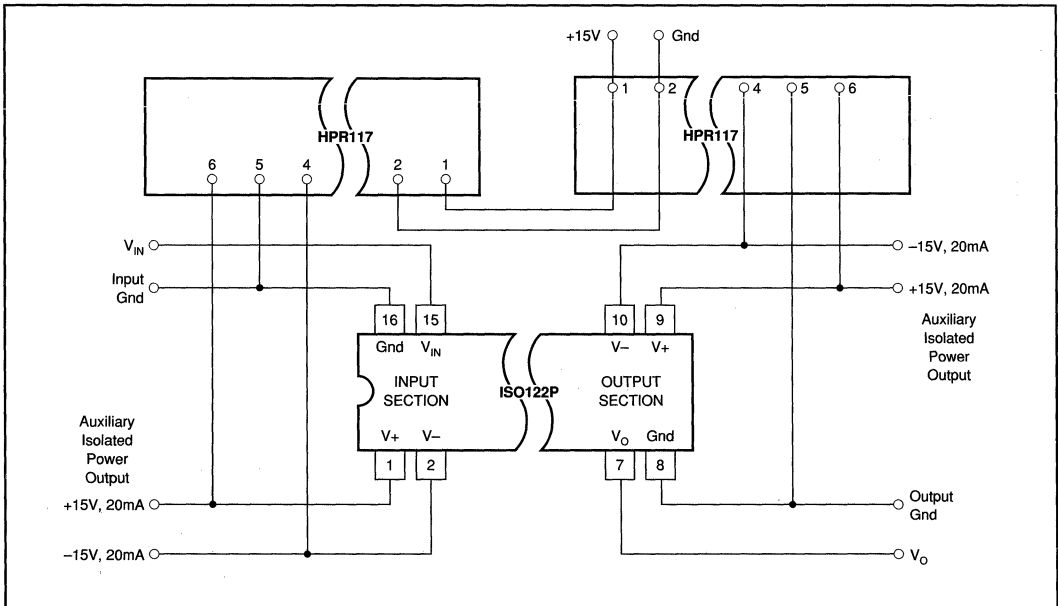 +15V Gnd
1 2 4 5 6
HPR117 HPR117
6 5 4 2 1
V_IN
–15V, 20mA
Input
Gnd
+15V, 20mA
16 15 10 9
Gnd V_IN V– V+
Auxiliary
Isolated
Power
Output
INPUT
SECTION
ISO122P
OUTPUT
SECTION
Auxiliary
Isolated
Power
Output
V+ V– V_O Gnd
1 2 7 8
+15V, 20mA
Output
Gnd
–15V, 20mA
V_O